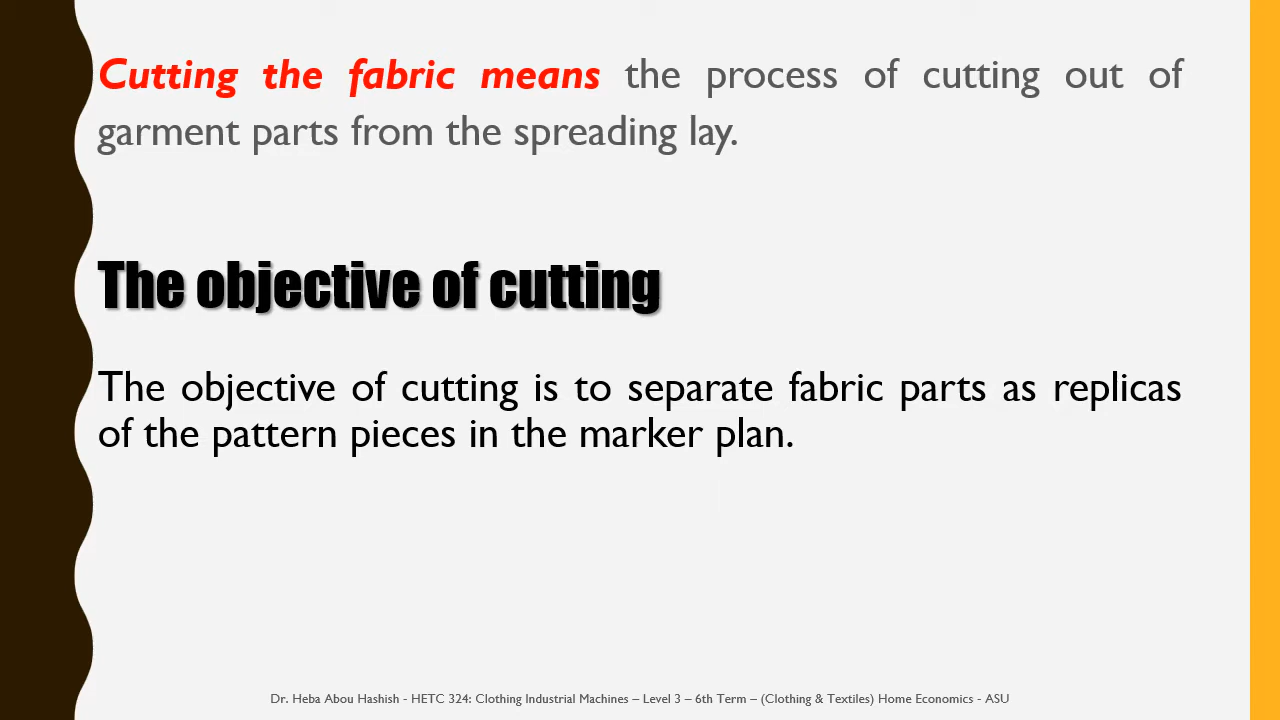 Cutting the fabric means the process of cutting out of
garment parts from the spreading lay.
The objective of cutting
The objective of cutting is to separate fabric parts as replicas
of the pattern pieces in the marker plan.
Dr. Heba Abou Hashish - HETC 324: Clothing Industrial Machines – Level 3 – 6th Term – (Clothing & Textiles) Home Economics - ASU